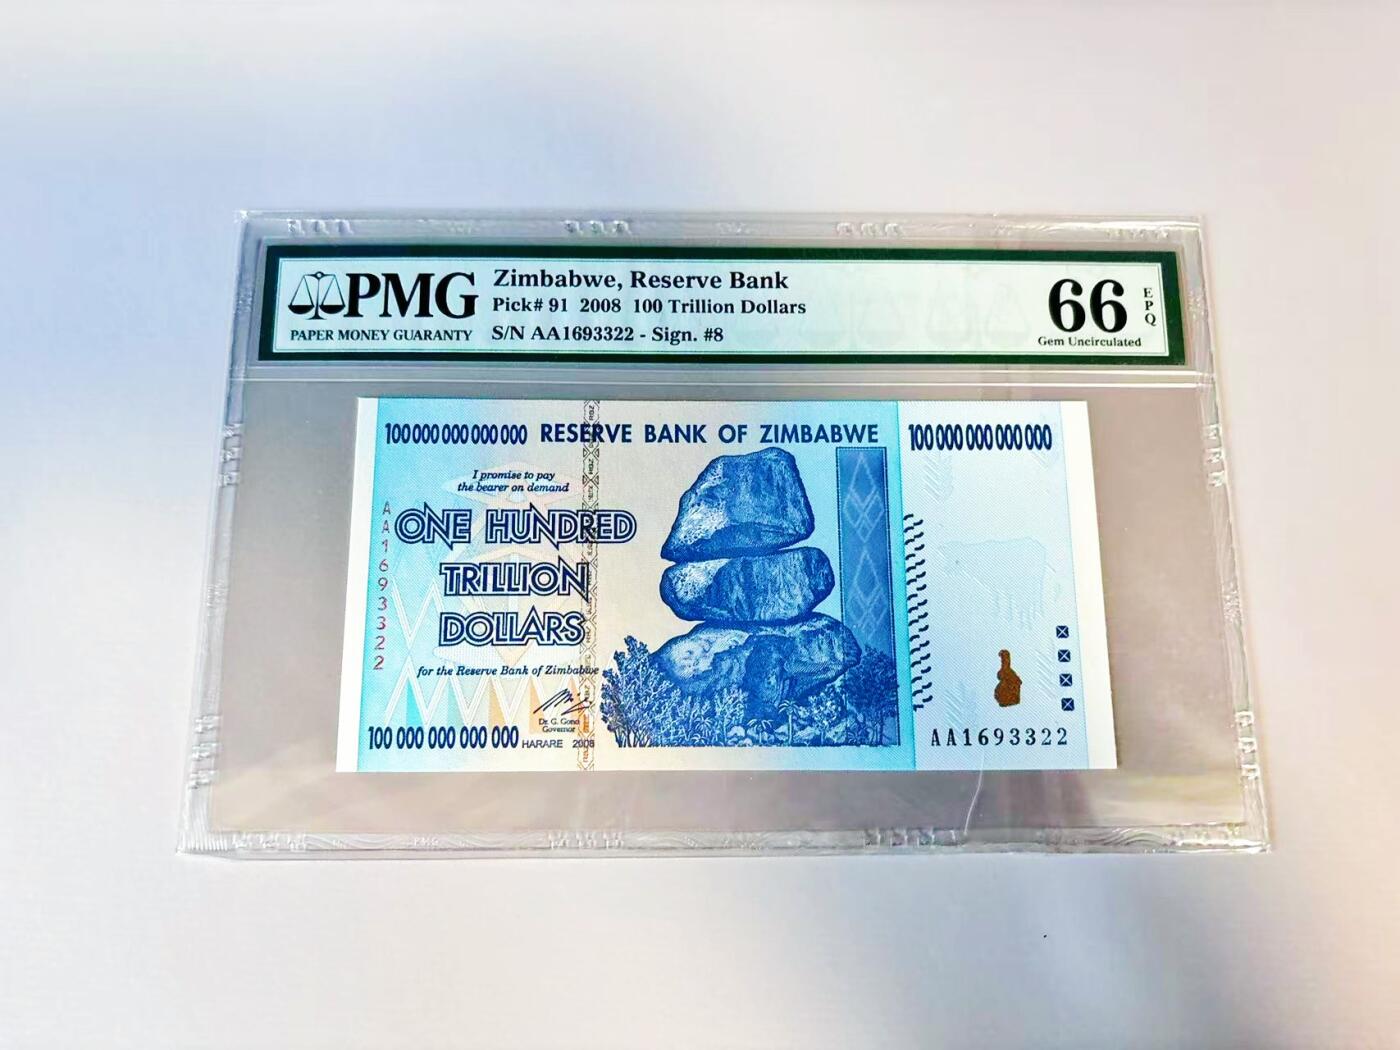 PMG
PAPER MONEY GUARANTY
Zimbabwe, Reserve Bank
Pick# 91 2008 100 Trillion Dollars
S/N AA1693322 - Sign. #8
66
EPQ
Gem Uncirculated
100 000 000 000 000
RESERVE BANK OF ZIMBABWE
100 000 000 000 000
I promise to pay
the bearer on demand
ONE HUNDRED
TRILLION
DOLLARS
for the Reserve Bank of Zimbabwe
Dr. G. Gono
Governor
HARARE 2008
100 000 000 000 000
AA1693322
AA1693322
RBZ
PMG